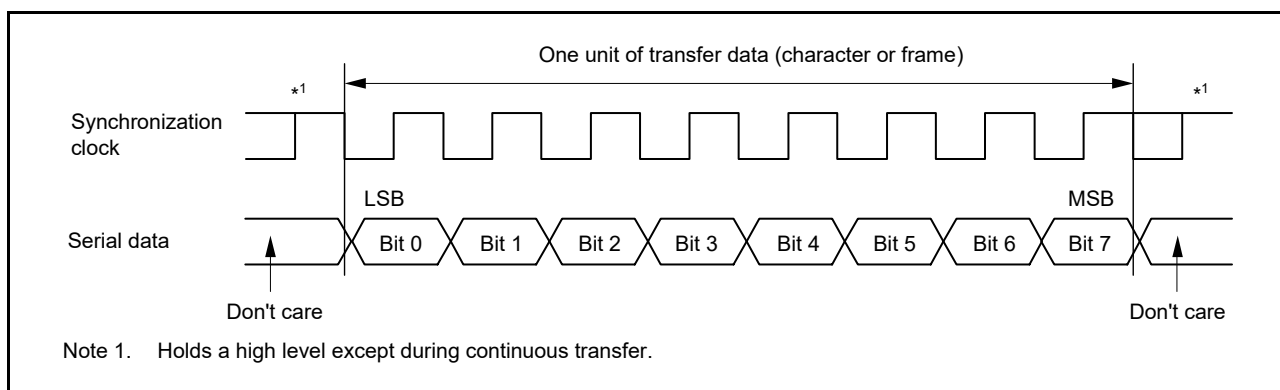 One unit of transfer data (character or frame)
*1
*1
Synchronization
clock
LSB
MSB
Serial data
Bit 0 Bit 1 Bit 2 Bit 3 Bit 4 Bit 5 Bit 6 Bit 7
Don't care
Don't care
Note 1. Holds a high level except during continuous transfer.